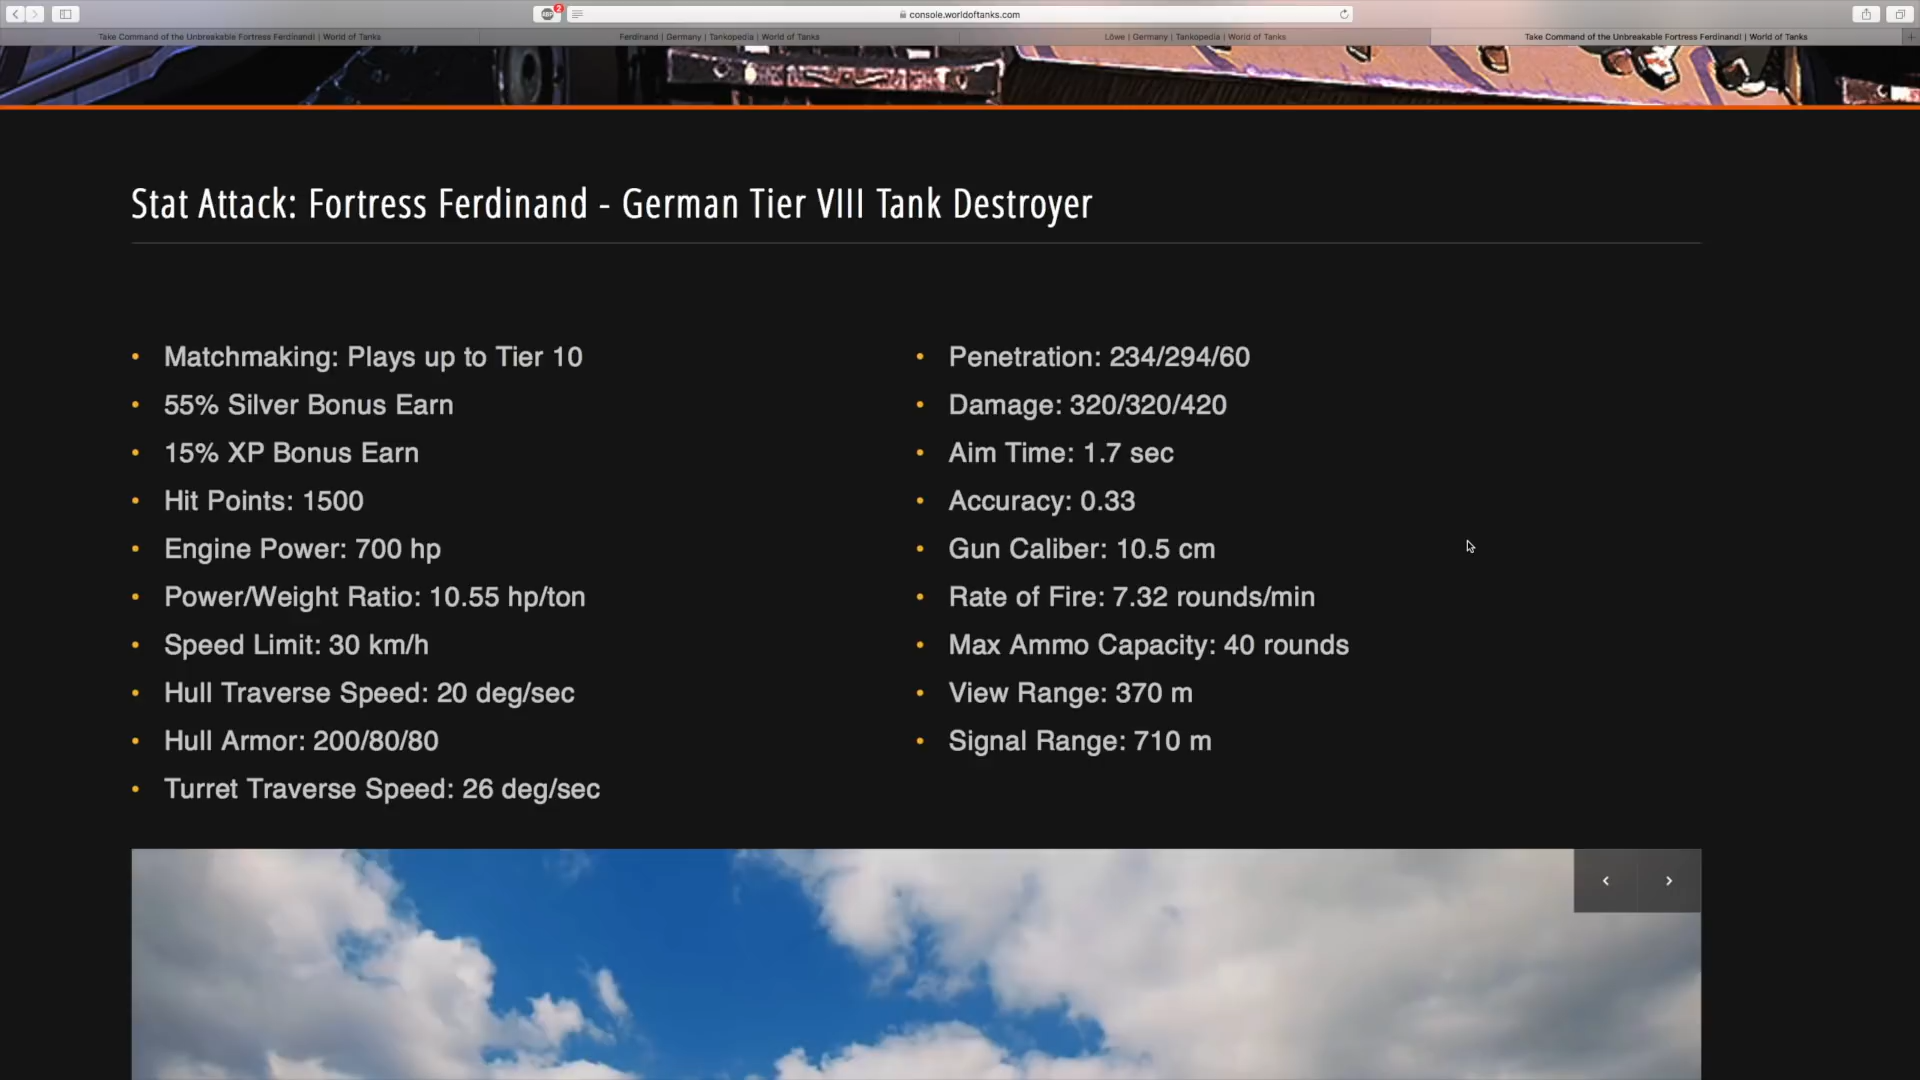 2
console.worldoftanks.com
Take Command of the Unbreakable Fortress Ferdinand! | World of Tanks
Ferdinand | Germany | Tankopedia | World of Tanks
Löwe | Germany | Tankopedia | World of Tanks
Take Command of the Unbreakable Fortress Ferdinand! | World of Tanks
Stat Attack: Fortress Ferdinand - German Tier VIII Tank Destroyer
• Matchmaking: Plays up to Tier 10
• 55% Silver Bonus Earn
• 15% XP Bonus Earn
• Hit Points: 1500
• Engine Power: 700 hp
• Power/Weight Ratio: 10.55 hp/ton
• Speed Limit: 30 km/h
• Hull Traverse Speed: 20 deg/sec
• Hull Armor: 200/80/80
• Turret Traverse Speed: 26 deg/sec
• Penetration: 234/294/60
• Damage: 320/320/420
• Aim Time: 1.7 sec
• Accuracy: 0.33
• Gun Caliber: 10.5 cm
• Rate of Fire: 7.32 rounds/min
• Max Ammo Capacity: 40 rounds
• View Range: 370 m
• Signal Range: 710 m